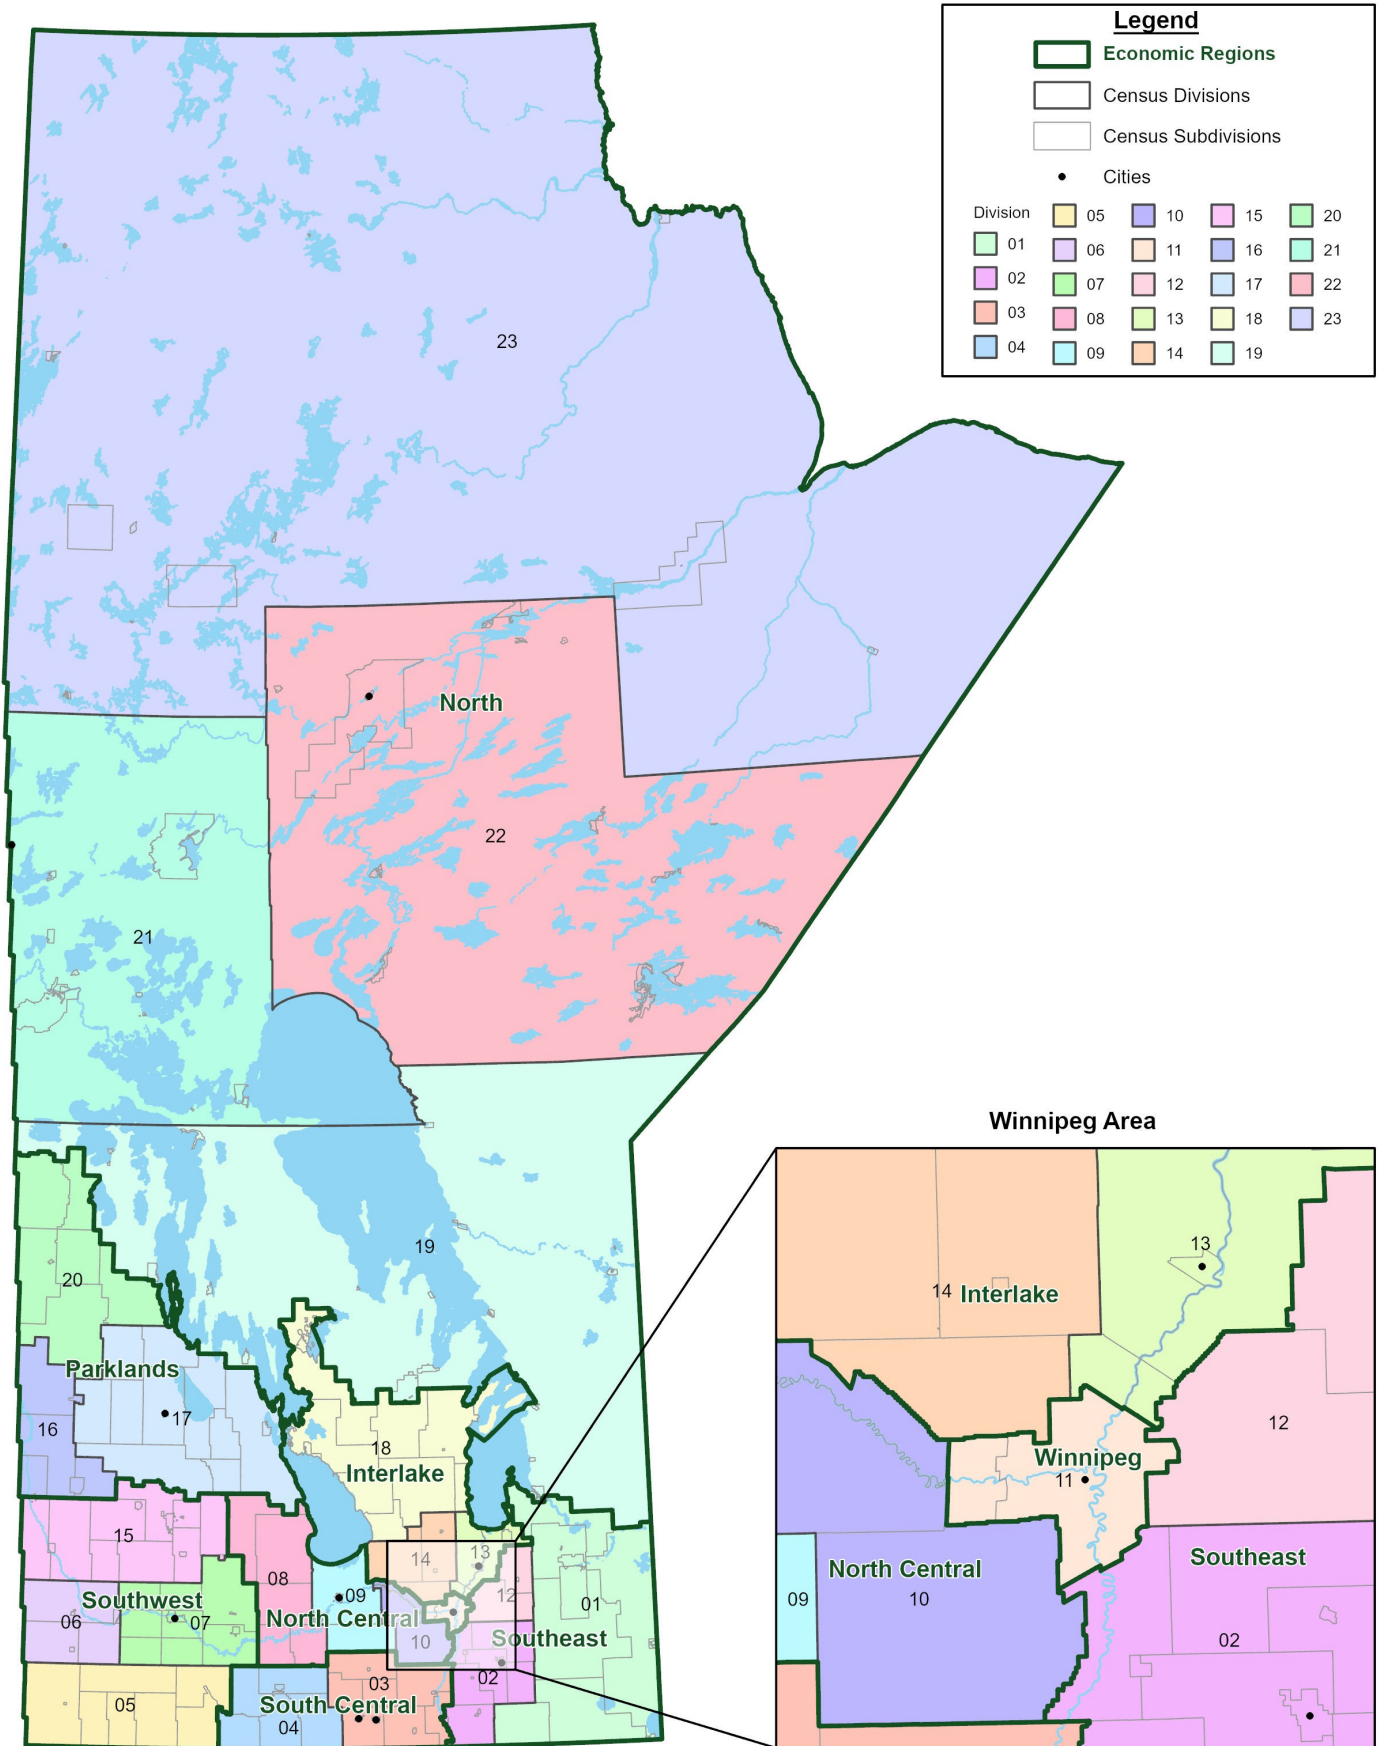 Legend
Economic Regions
Census Divisions
Census Subdivisions
Cities
Division
01
02
03
04
05
06
07
08
09
10
11
12
13
14
15
16
17
18
19
20
21
22
23
23
North
22
21
19
20
Parklands
17
16
18
Interlake
15
14
13
08
09
12
01
Southwest
06
07
North Central
10
Southeast
02
03
05
South Central
04
Winnipeg Area
13
14 Interlake
12
Winnipeg
11
Southeast
North Central
09
10
02